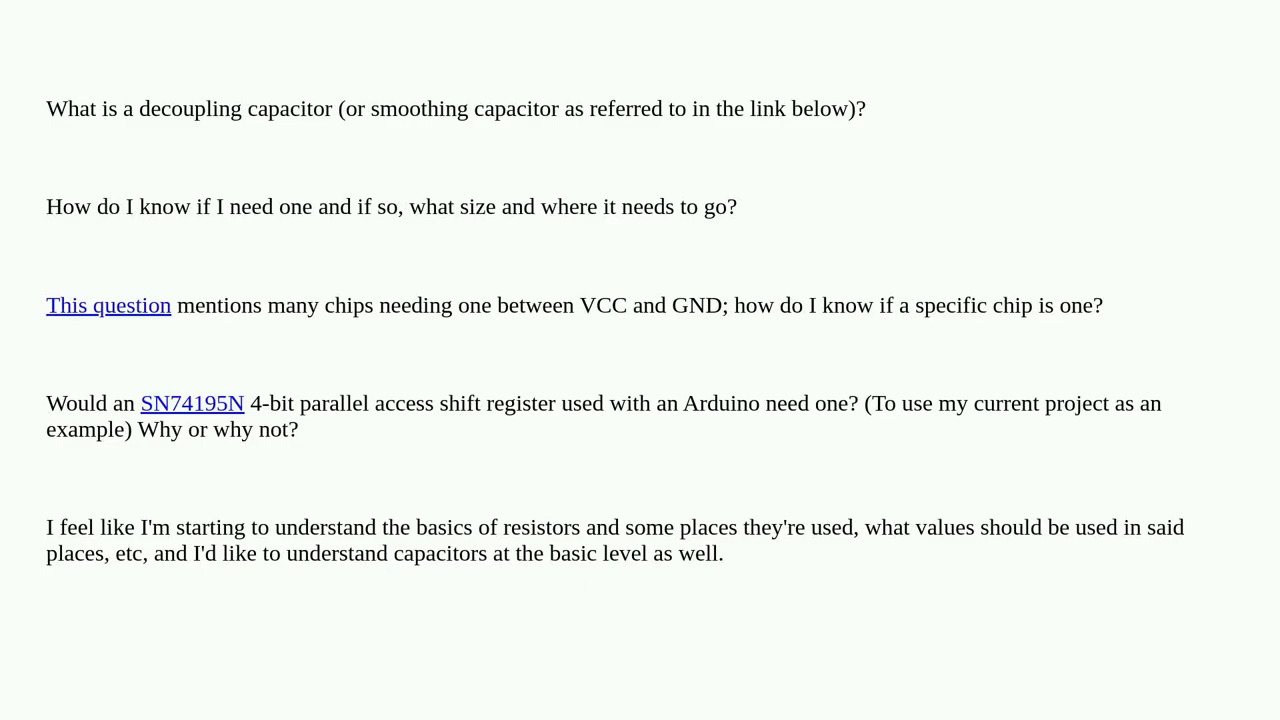 What is a decoupling capacitor (or smoothing capacitor as referred to in the link below)?
How do I know if I need one and if so, what size and where it needs to go?
This question mentions many chips needing one between VCC and GND; how do I know if a specific chip is one?
Would an SN74195N 4-bit parallel access shift register used with an Arduino need one? (To use my current project as an
example) Why or why not?
I feel like I'm starting to understand the basics of resistors and some places they're used, what values should be used in said
places, etc, and I'd like to understand capacitors at the basic level as well.